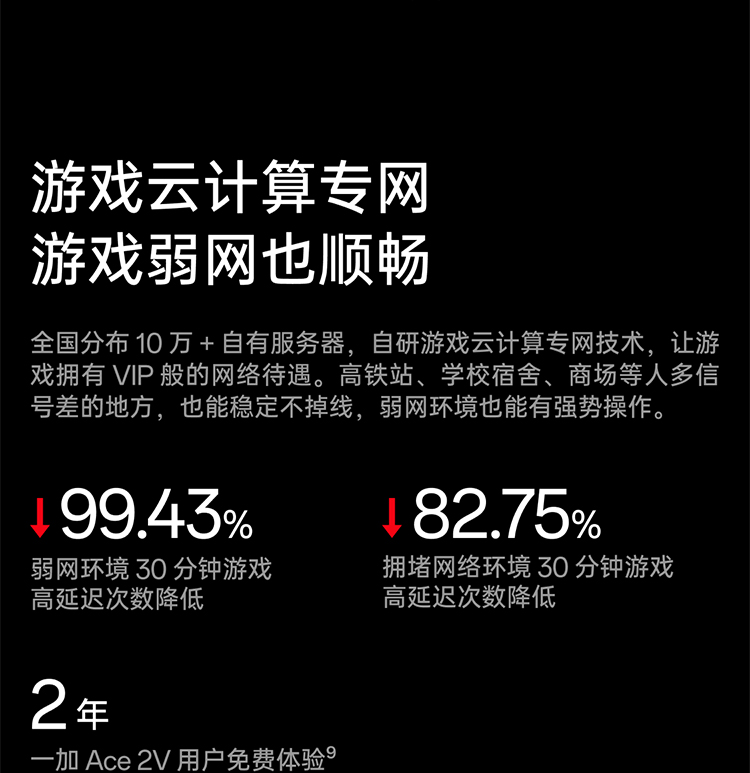 游戏云计算专网
游戏弱网也顺畅
全国分布 10 万 + 自有服务器，自研游戏云计算专网技术，让游
戏拥有 VIP 般的网络待遇。高铁站、学校宿舍、商场等人多信
号差的地方，也能稳定不掉线，弱网环境也能有强势操作。
↓99.43%
弱网环境 30 分钟游戏
高延迟次数降低
↓82.75%
拥堵网络环境 30 分钟游戏
高延迟次数降低
2 年
一加 Ace 2V 用户免费体验⁹